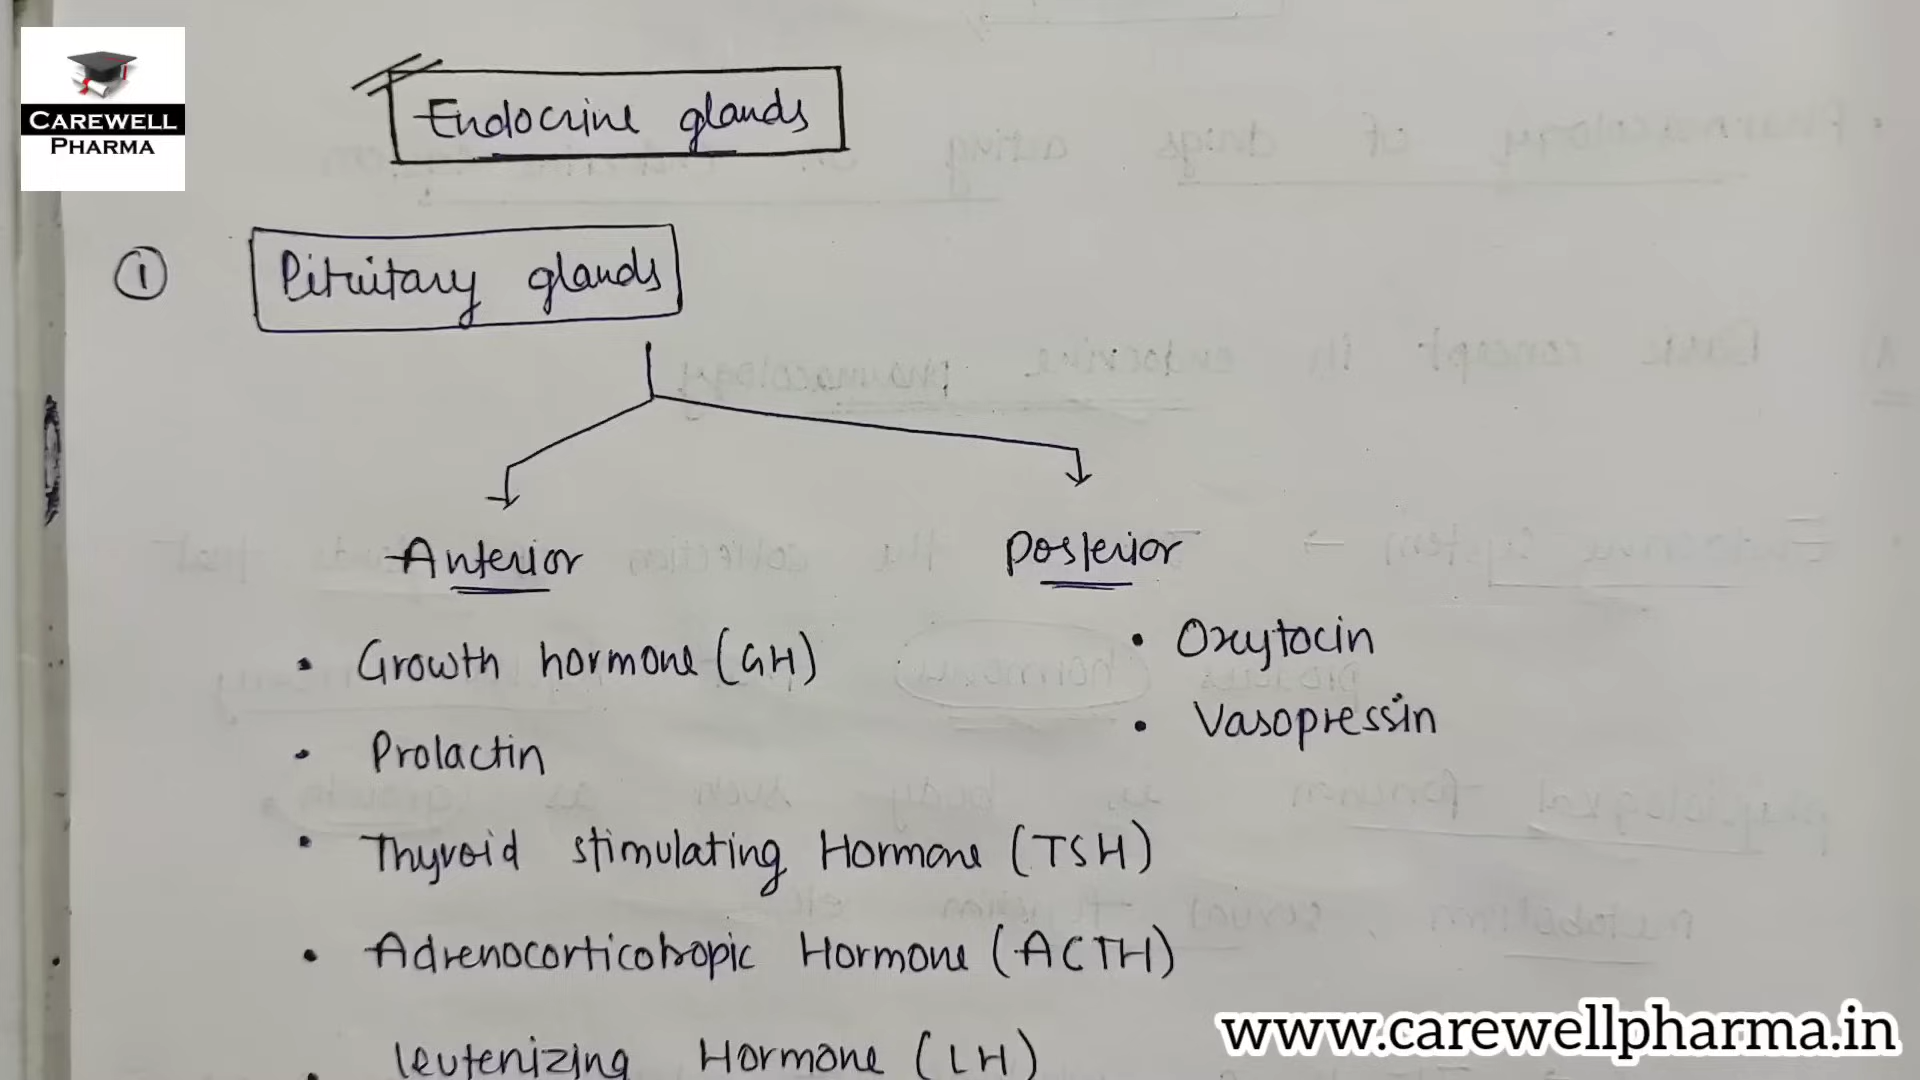 CAREWELL
PHARMA
Endocrine glands
① Pituitary glands
Anterior
Posterior
• Growth hormone (GH)
• Prolactin
• Thyroid stimulating Hormone (TSH)
• Adrenocorticotropic Hormone (ACTH)
• leutenizing Hormone (LH)
• Oxytocin
• Vasopressin
www.carewellpharma.in